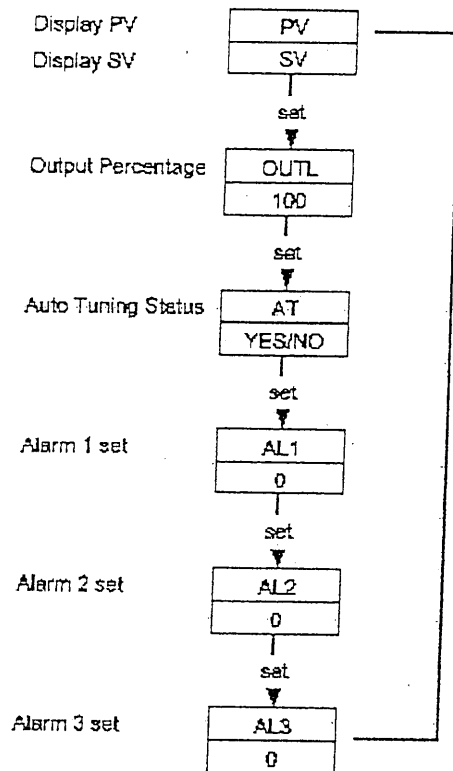 Display PV PV
Display SV SV
set
Output Percentage OUTL
100
set
Auto Tuning Status AT
YES/NO
set
Alarm 1 set AL1
0
set
Alarm 2 set AL2
0
set
Alarm 3 set AL3
0